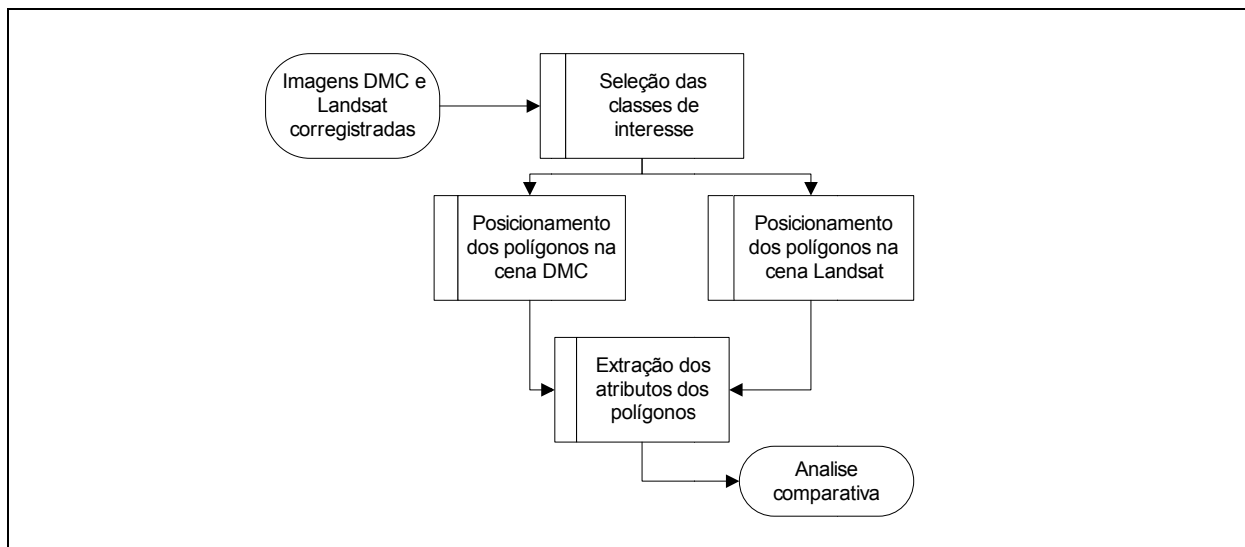 Imagens DMC e
Landsat
corregistradas
Seleção das
classes de
interesse
Posicionamento
dos polígonos na
cena DMC
Posicionamento
dos polígonos na
cena Landsat
Extração dos
atributos dos
polígonos
Analise
comparativa